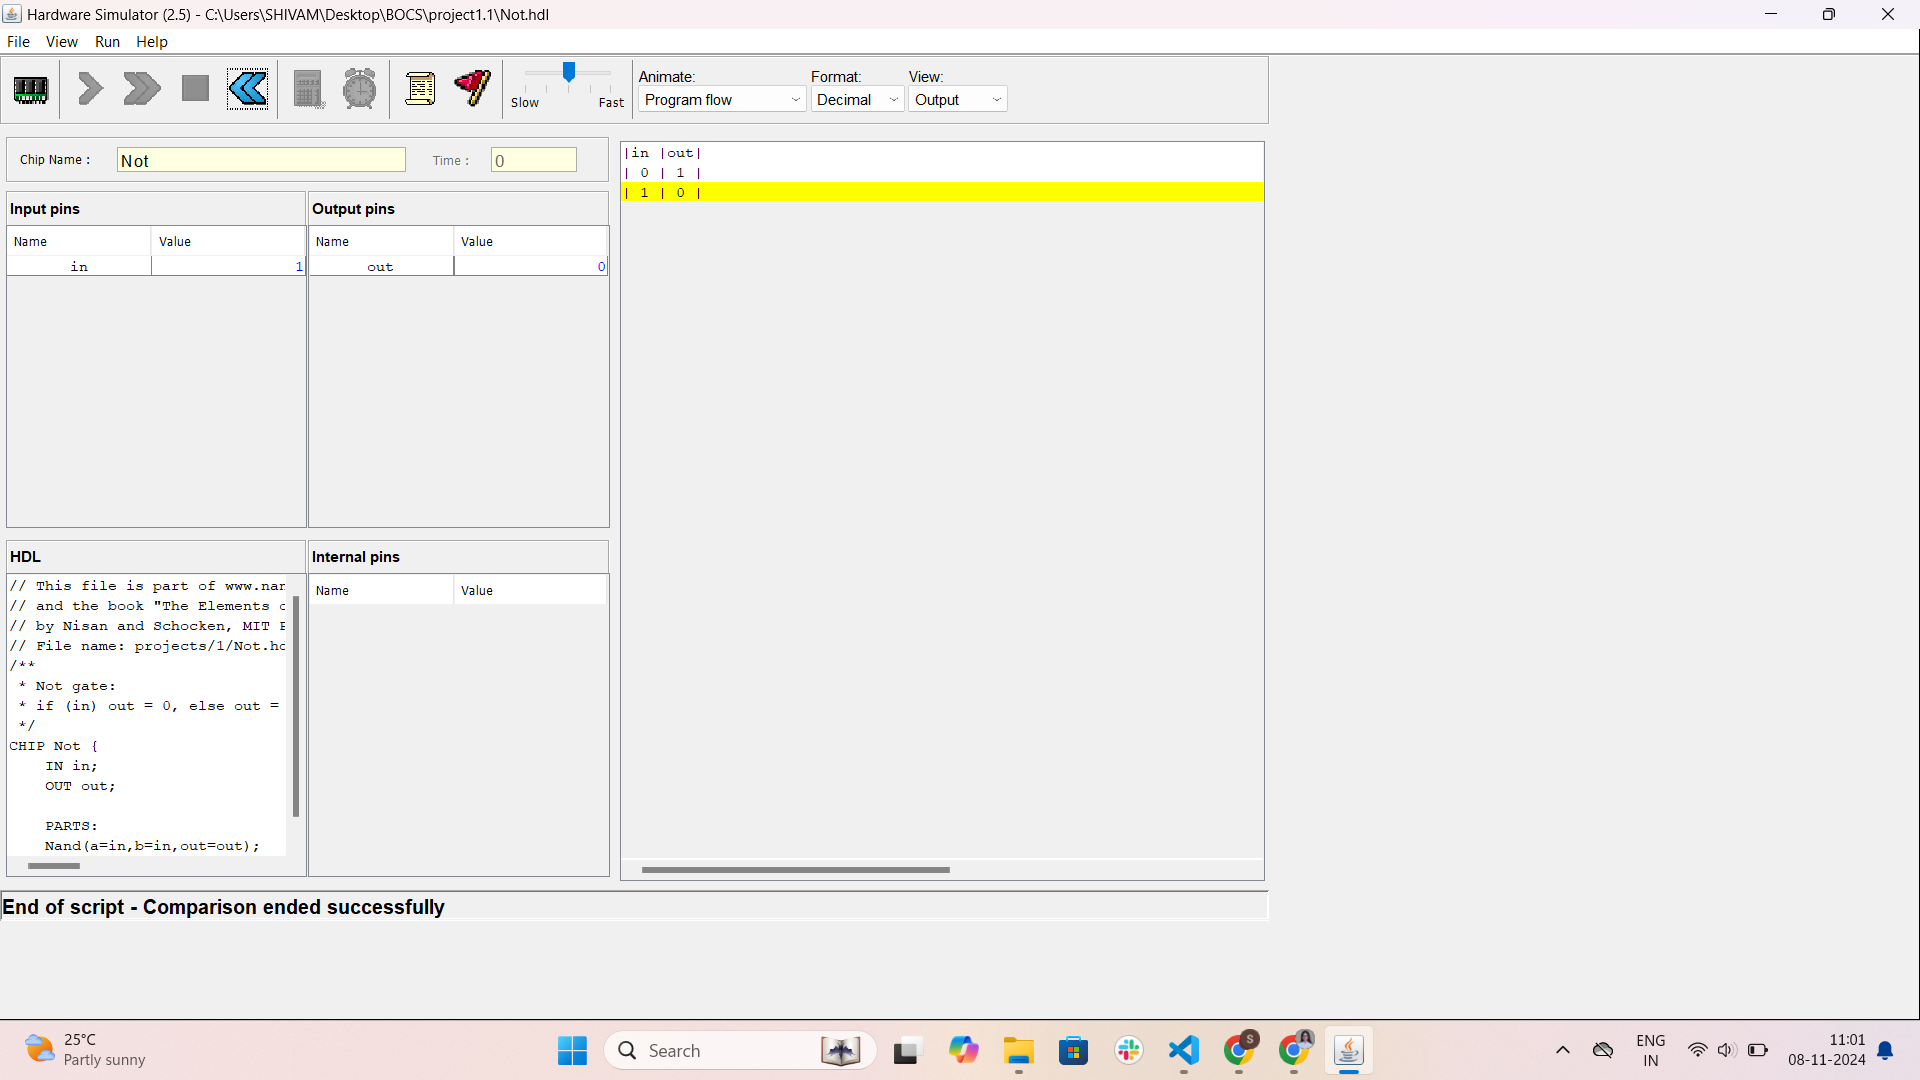 Hardware Simulator (2.5) - C:\Users\SHIVAM\Desktop\BOCS\project1.1\Not.hdl
File View Run Help
Slow Fast
Animate: Format: View:
Program flow Decimal Output
Chip Name : Not Time : 0
Input pins Output pins
Name Value Name Value
in 1 out 0
|in |out|
| 0 | 1 |
| 1 | 0 |
HDL Internal pins
Name Value
// This file is part of www.nan
// and the book "The Elements o
// by Nisan and Schocken, MIT P
// File name: projects/1/Not.hd
/**
* Not gate:
* if (in) out = 0, else out =
*/
CHIP Not {
IN in;
OUT out;
PARTS:
Nand(a=in,b=in,out=out);
End of script - Comparison ended successfully
25°C
Partly sunny
Search
S
ENG
IN
11:01
08-11-2024